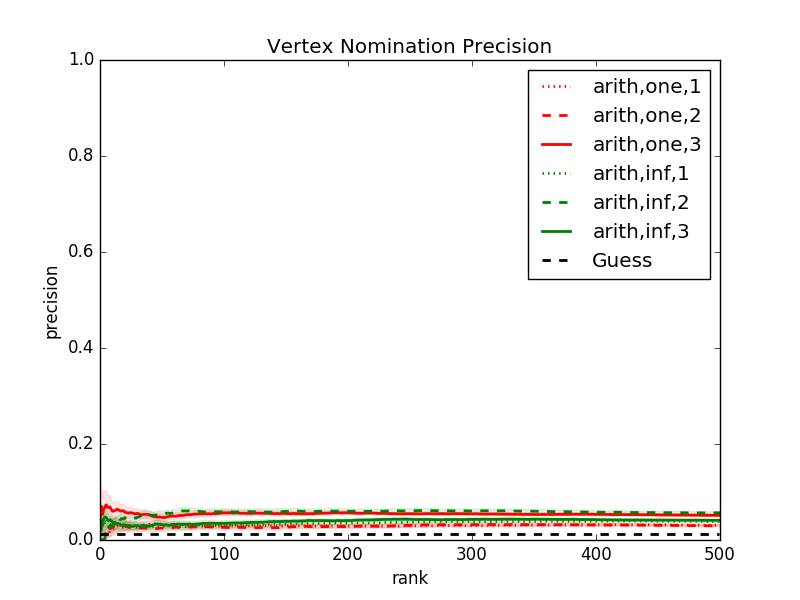 Vertex Nomination Precision
1.0
0.8
0.6
0.4
0.2
0.0
precision
arith,one,1
arith,one,2
arith,one,3
arith,inf,1
arith,inf,2
arith,inf,3
Guess
0 100 200 300 400 500
rank